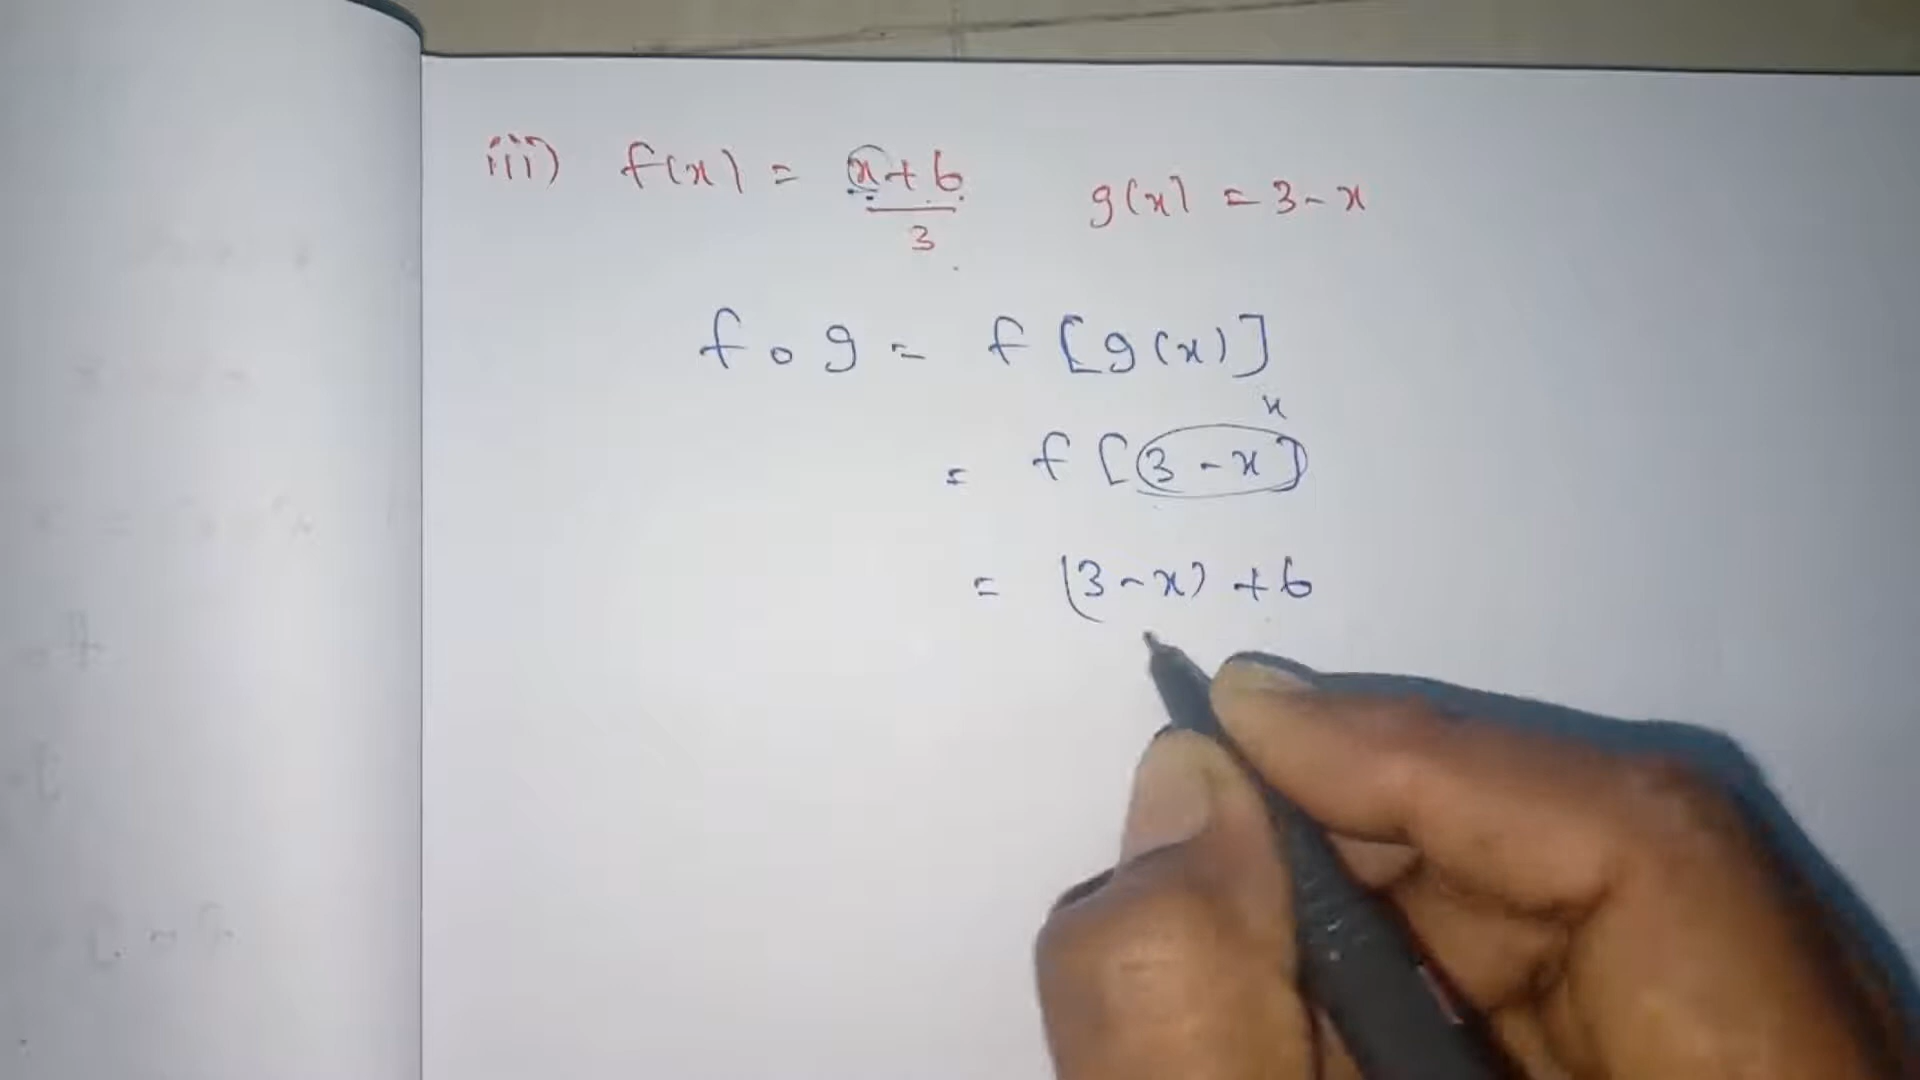 iii) f(x) = x+6 g(x) = 3-x
3
f o g = f [g(x)]
x
= f [3-x]
= (3-x) + 6